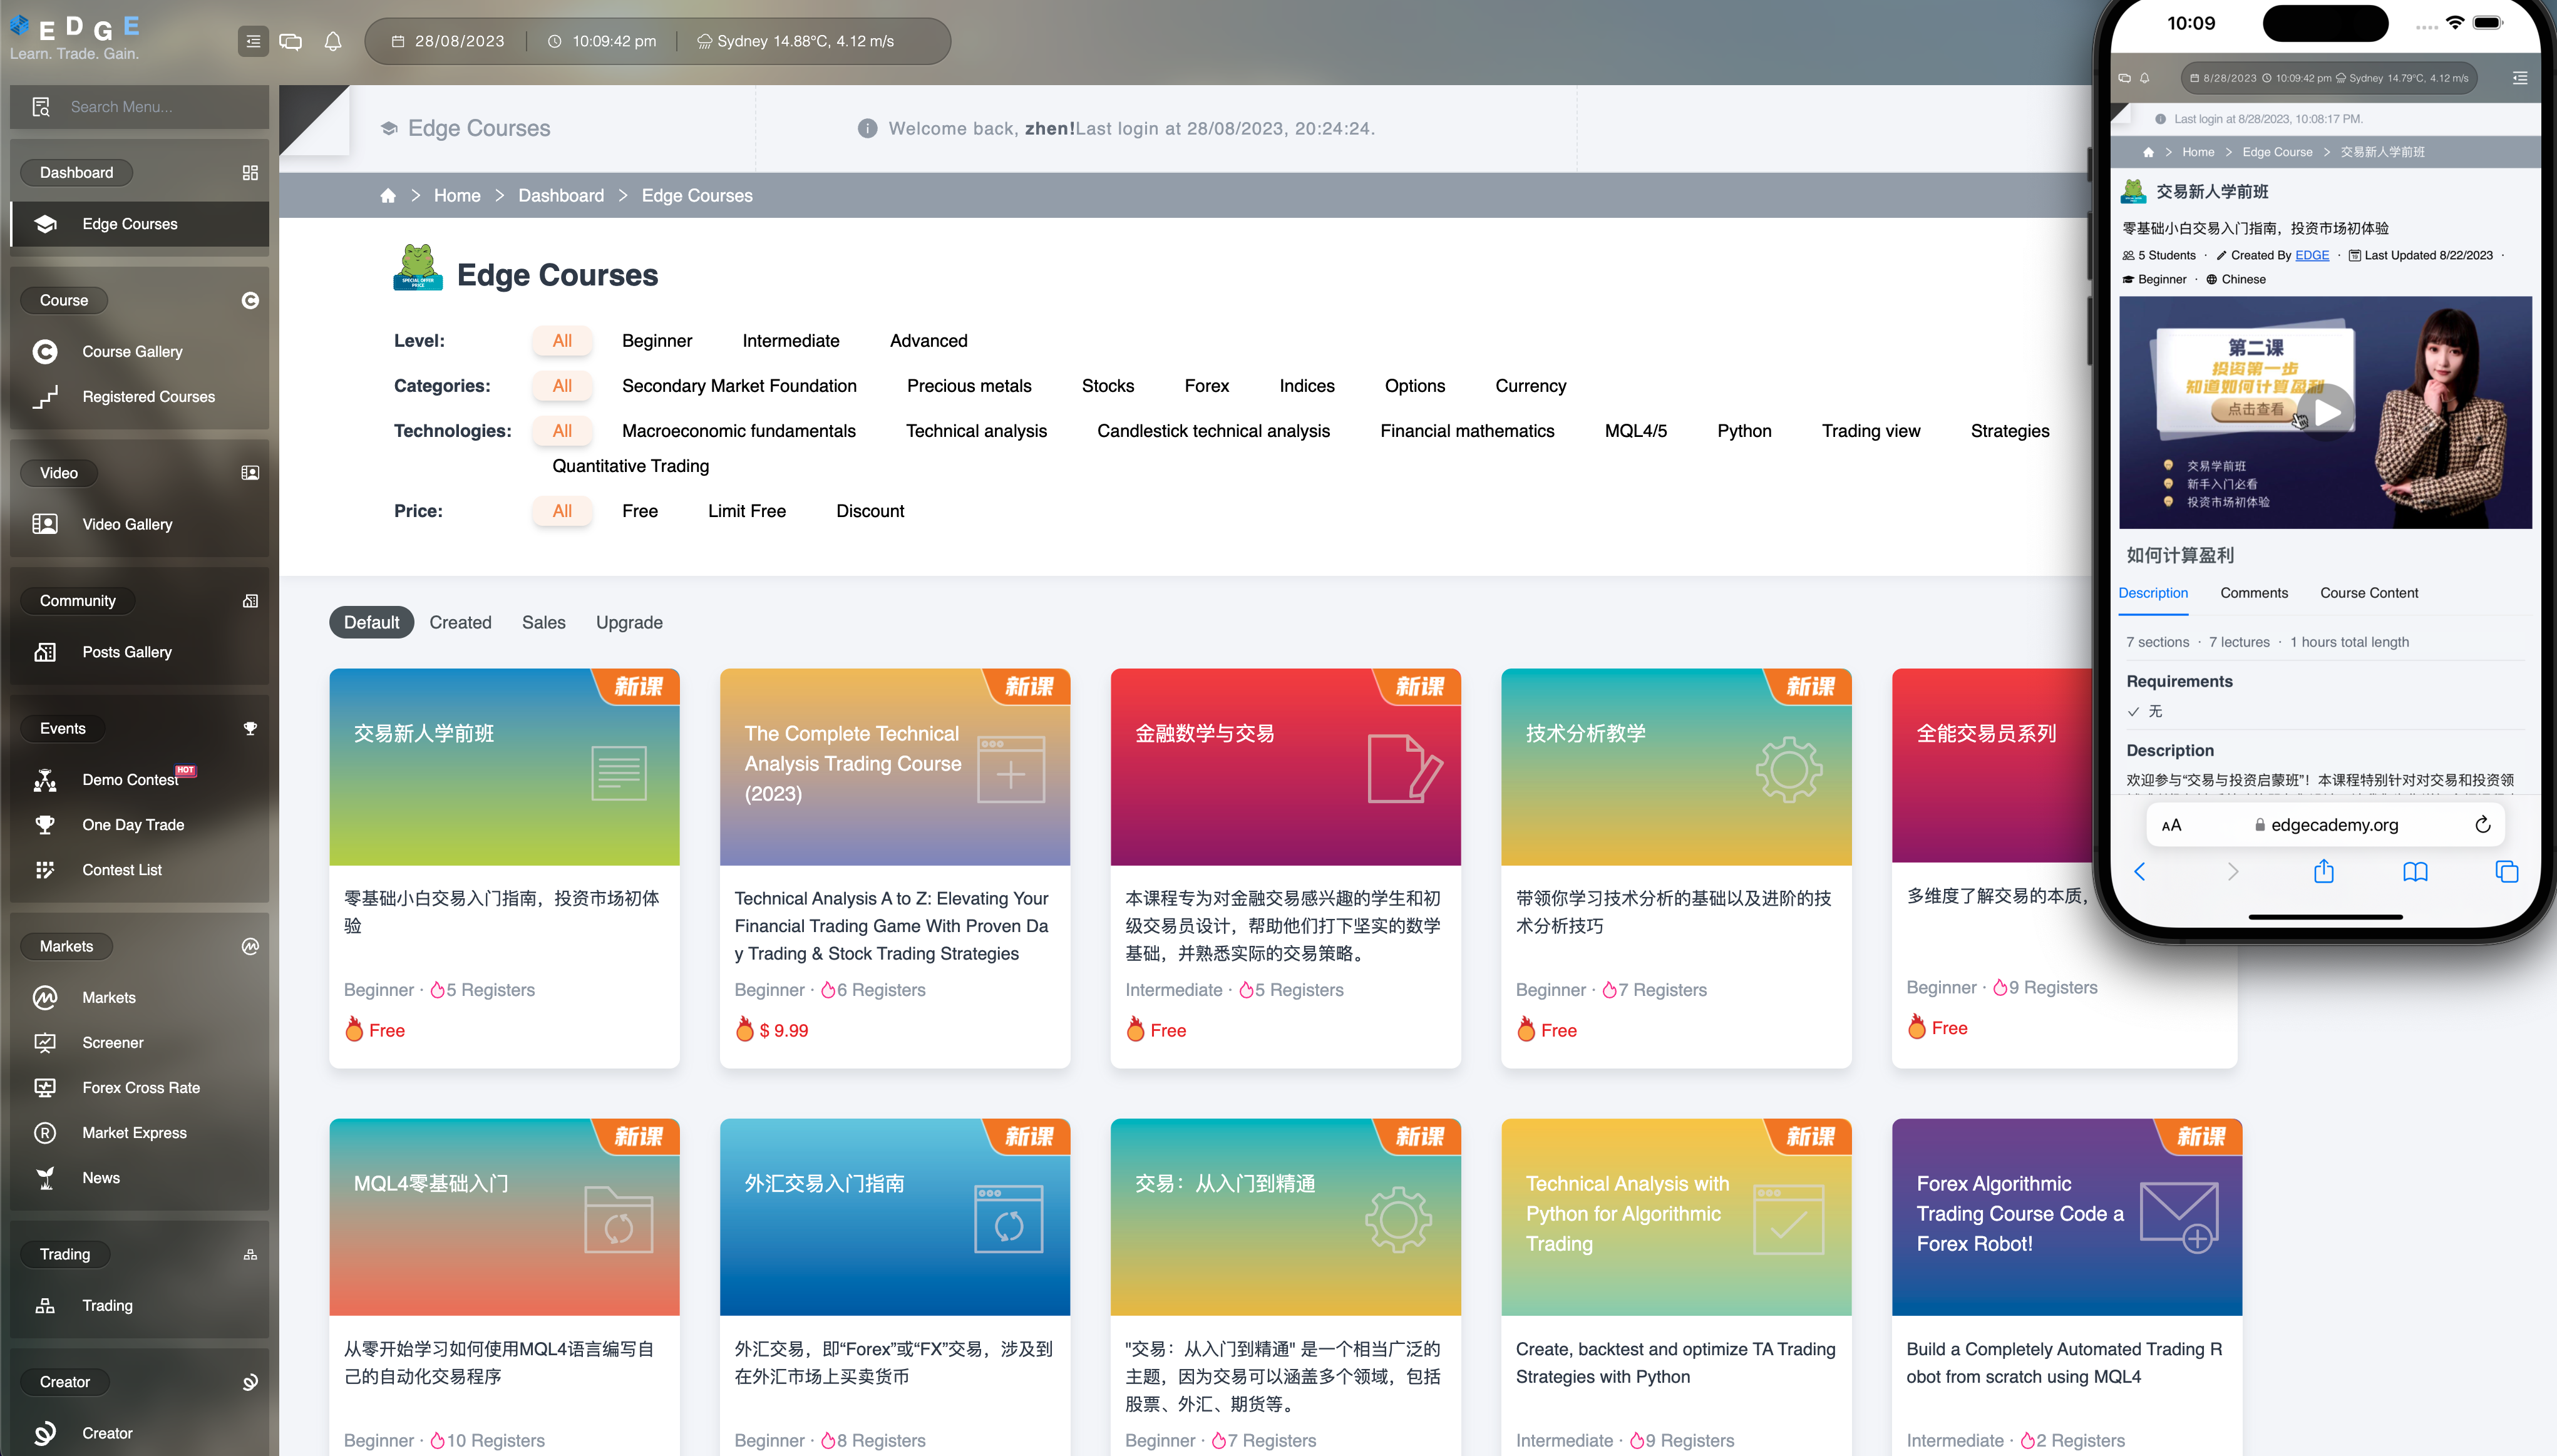 EDGE
Learn. Trade. Gain.
28/08/2023
10:09:42 pm
Sydney 14.88°C, 4.12 m/s
Search Menu...
Dashboard
Edge Courses
Course
Course Gallery
Registered Courses
Video
Video Gallery
Community
Posts Gallery
Events
Demo Contest
HOT
One Day Trade
Contest List
Markets
Markets
Screener
Forex Cross Rate
Market Express
News
Trading
Trading
Creator
Creator
Edge Courses
Welcome back, zhen!Last login at 28/08/2023, 20:24:24.
Home > Dashboard > Edge Courses
SPECIAL OFFER
PRICE
Edge Courses
Level: All Beginner Intermediate Advanced
Categories: All Secondary Market Foundation Precious metals Stocks Forex Indices Options Currency
Technologies: All Macroeconomic fundamentals Technical analysis Candlestick technical analysis Financial mathematics MQL4/5 Python Trading view Strategies
Quantitative Trading
Price: All Free Limit Free Discount
Default Created Sales Upgrade
新课
交易新人学前班
零基础小白交易入门指南，投资市场初体
验
Beginner · 5 Registers
Free
新课
The Complete Technical
Analysis Trading Course
(2023)
Technical Analysis A to Z: Elevating Your
Financial Trading Game With Proven Da
y Trading & Stock Trading Strategies
Beginner · 6 Registers
$ 9.99
新课
金融数学与交易
本课程专为对金融交易感兴趣的学生和初
级交易员设计，帮助他们打下坚实的数学
基础，并熟悉实际的交易策略。
Intermediate · 5 Registers
Free
新课
技术分析教学
带领你学习技术分析的基础以及进阶的技
术分析技巧
Beginner · 7 Registers
Free
全能交易员系列
多维度了解交易的本质，
Beginner · 9 Registers
Free
新课
MQL4零基础入门
从零开始学习如何使用MQL4语言编写自
己的自动化交易程序
Beginner · 10 Registers
新课
外汇交易入门指南
外汇交易，即“Forex”或“FX”交易，涉及到
在外汇市场上买卖货币
Beginner · 8 Registers
新课
交易：从入门到精通
"交易：从入门到精通" 是一个相当广泛的
主题，因为交易可以涵盖多个领域，包括
股票、外汇、期货等。
Beginner · 7 Registers
新课
Technical Analysis with
Python for Algorithmic
Trading
Create, backtest and optimize TA Trading
Strategies with Python
Intermediate · 9 Registers
新课
Forex Algorithmic
Trading Course Code a
Forex Robot!
Build a Completely Automated Trading R
obot from scratch using MQL4
Intermediate · 2 Registers
10:09
8/28/2023 10:09:42 pm Sydney 14.79°C, 4.12 m/s
Last login at 8/28/2023, 10:08:17 PM.
Home > Edge Course > 交易新人学前班
交易新人学前班
零基础小白交易入门指南，投资市场初体验
5 Students · Created By EDGE · Last Updated 8/22/2023 ·
Beginner · Chinese
第二课
投资第一步
知道如何计算盈利
点击查看
交易学前班
新手入门必看
投资市场初体验
如何计算盈利
Description Comments Course Content
7 sections · 7 lectures · 1 hours total length
Requirements
无
Description
欢迎参与“交易与投资启蒙班”！本课程特别针对对交易和投资领
AA
edgecademy.org